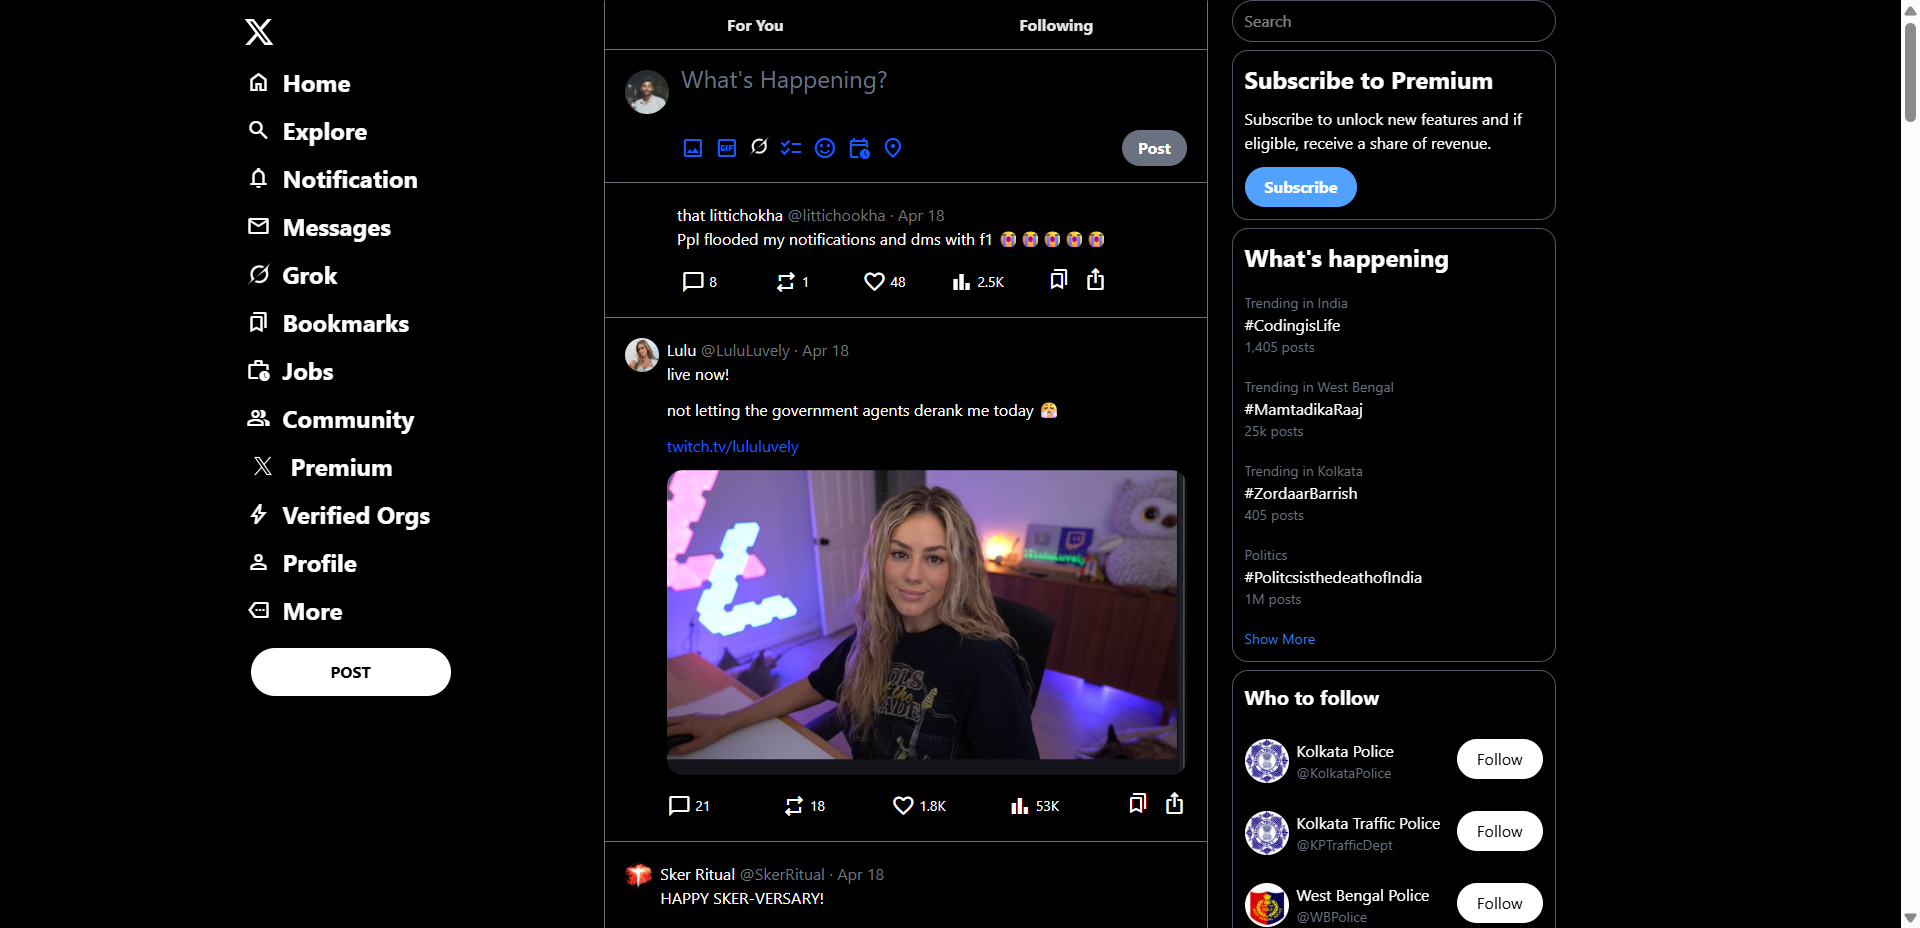 Home
Explore
Notification
Messages
Grok
Bookmarks
Jobs
Community
Premium
Verified Orgs
Profile
More
POST
For You
Following
What's Happening?
GIF
Post
that littichokha @littichookha · Apr 18
Ppl flooded my notifications and dms with f1 😭😭😭😭😭
8 1 48 2.5K
Lulu @LuluLuvely · Apr 18
live now!
not letting the government agents derank me today 😤
twitch.tv/lululuvely
21 18 1.8K 53K
Sker Ritual @SkerRitual · Apr 18
HAPPY SKER-VERSARY!
Search
Subscribe to Premium
Subscribe to unlock new features and if
eligible, receive a share of revenue.
Subscribe
What's happening
Trending in India
#CodingisLife
1,405 posts
Trending in West Bengal
#MamtadikaRaaj
25k posts
Trending in Kolkata
#ZordaarBarrish
405 posts
Politics
#PolitcsisthedeathofIndia
1M posts
Show More
Who to follow
Kolkata Police
@KolkataPolice
Follow
Kolkata Traffic Police
@KPTrafficDept
Follow
West Bengal Police
@WBPolice
Follow